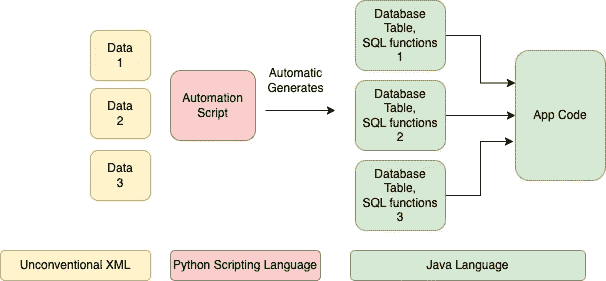 Data
1
Data
2
Data
3
Automation
Script
Automatic
Generates
Database
Table,
SQL functions
1
Database
Table,
SQL functions
2
Database
Table,
SQL functions
3
App Code
Unconventional XML
Python Scripting Language
Java Language